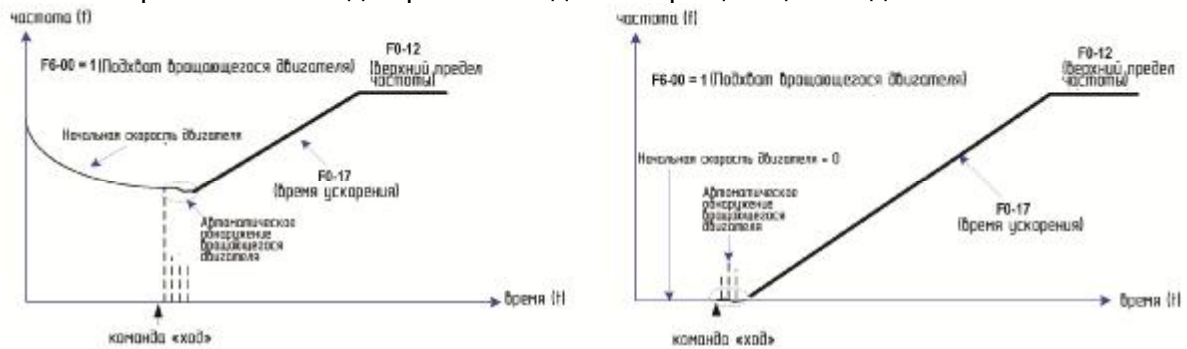 частота (f)
F6-00 = 1(Подхват вращающегося двигателя)
F0-12
(верхний предел
частоты)
Начальная скорость двигателя
F0-17
(время ускорения)
Автоматическое
обнаружение
вращающегося
двигателя
время (t)
команда «ход»
частота (f)
F6-00 = 1(Подхват вращающегося двигателя)
F0-12
(верхний предел
частоты)
Начальная скорость двигателя = 0
Автоматическое
обнаружение
вращающегося
двигателя
F0-17
(время ускорения)
время (t)
команда «ход»